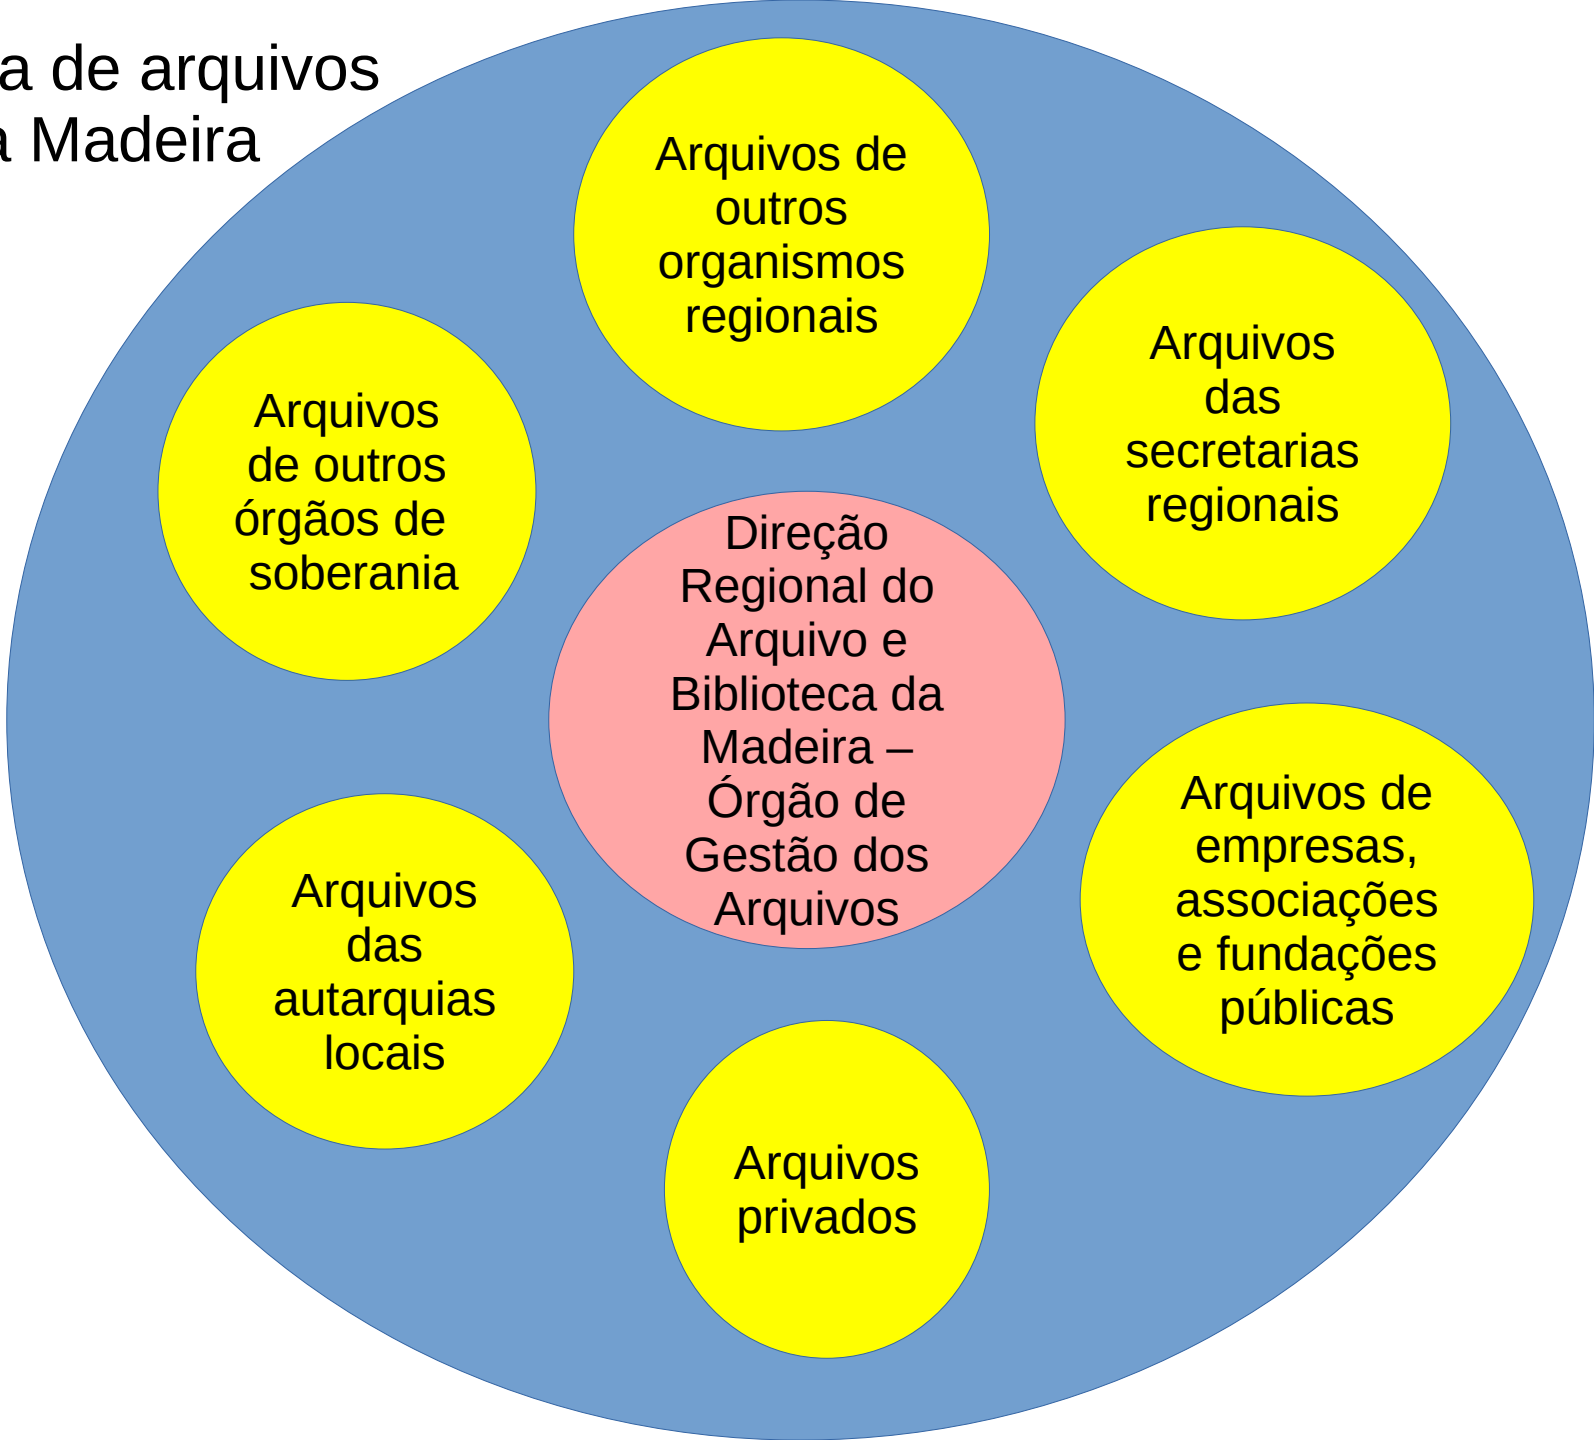 a de arquivos
a Madeira
Arquivos de
outros
organismos
regionais
Arquivos
das
secretarias
regionais
Arquivos
de outros
órgãos de
soberania
Direção
Regional do
Arquivo e
Biblioteca da
Madeira –
Órgão de
Gestão dos
Arquivos
Arquivos de
empresas,
associações
e fundações
públicas
Arquivos
das
autarquias
locais
Arquivos
privados